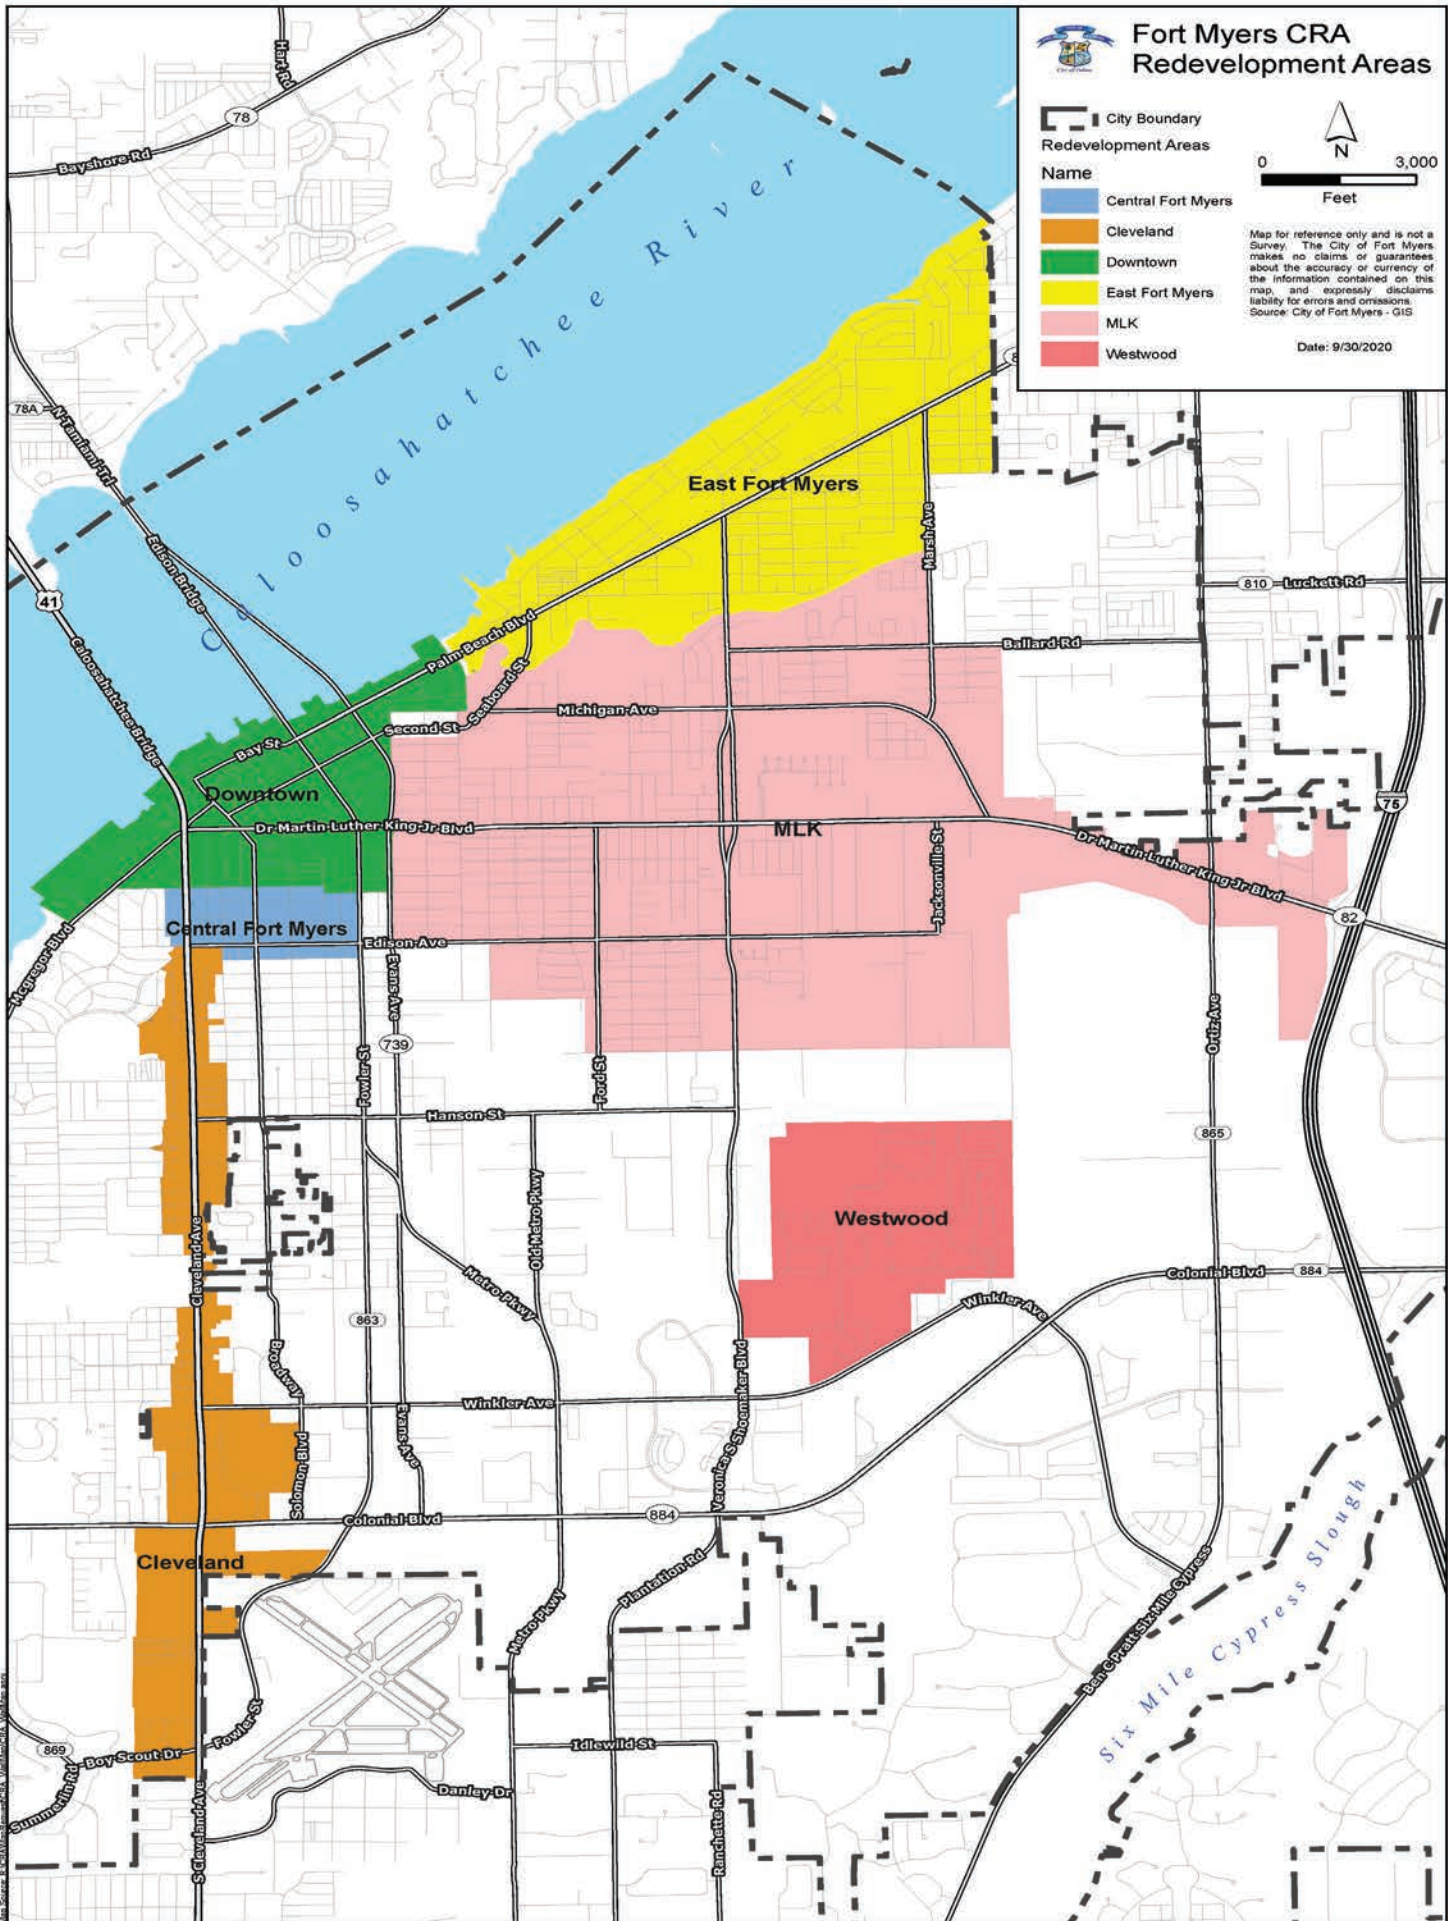 Fort Myers CRA
Redevelopment Areas
City Boundary
Redevelopment Areas
Name
Central Fort Myers
Cleveland
Downtown
East Fort Myers
MLK
Westwood
N
0 3,000
Feet
Map for reference only and is not a
Survey. The City of Fort Myers
makes no claims or guarantees
about the accuracy or currency of
the information contained on this
map, and expressly disclaims
liability for errors and omissions.
Source: City of Fort Myers - GIS
Date: 9/30/2020
Hart Rd
78
Bayshore Rd
Caloosahatchee River
78A
N Tamiami Trl
Edison Bridge
41
Caloosahatchee Bridge
East Fort Myers
Marsh Ave
810
Luckett Rd
Palm Beach Blvd
Seaboard St
Ballard Rd
Michigan Ave
Second St
Bay St
Downtown
75
Dr Martin Luther King Jr Blvd
MLK
Dr Martin Luther King Jr Blvd
Jacksonville St
82
Central Fort Myers
Edison Ave
Mcgregor Blvd
Evans Ave
739
Ortiz Ave
Fowler St
Ford St
Hanson St
865
Old Metro Pkwy
Westwood
Cleveland Ave
Metro Pkwy
Colonial Blvd
884
Winkler Ave
863
Broadway
Veronica S Shoemaker Blvd
Winkler Ave
Evans Ave
Solomon Blvd
Colonial Blvd
884
Six Mile Cypress Slough
Cleveland
Plantation Rd
Metro Pkwy
Ben C Pratt Six Mile Cypress
Fowler St
869
Boy Scout Dr
Idlewild St
Summerlin Rd
Danley Dr
S Cleveland Ave
Ranchette Rd